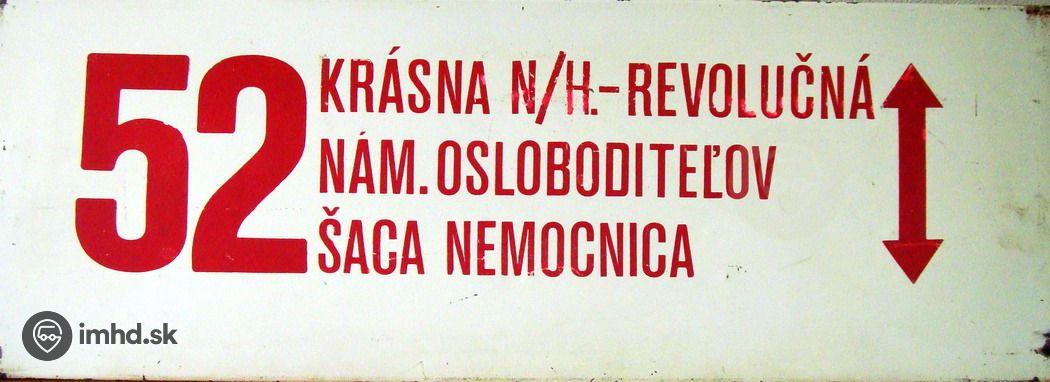 52
KRÁSNA N/H.-REVOLUČNÁ
NÁM. OSLOBODITEĽOV
ŠACA NEMOCNICA
imhd.sk